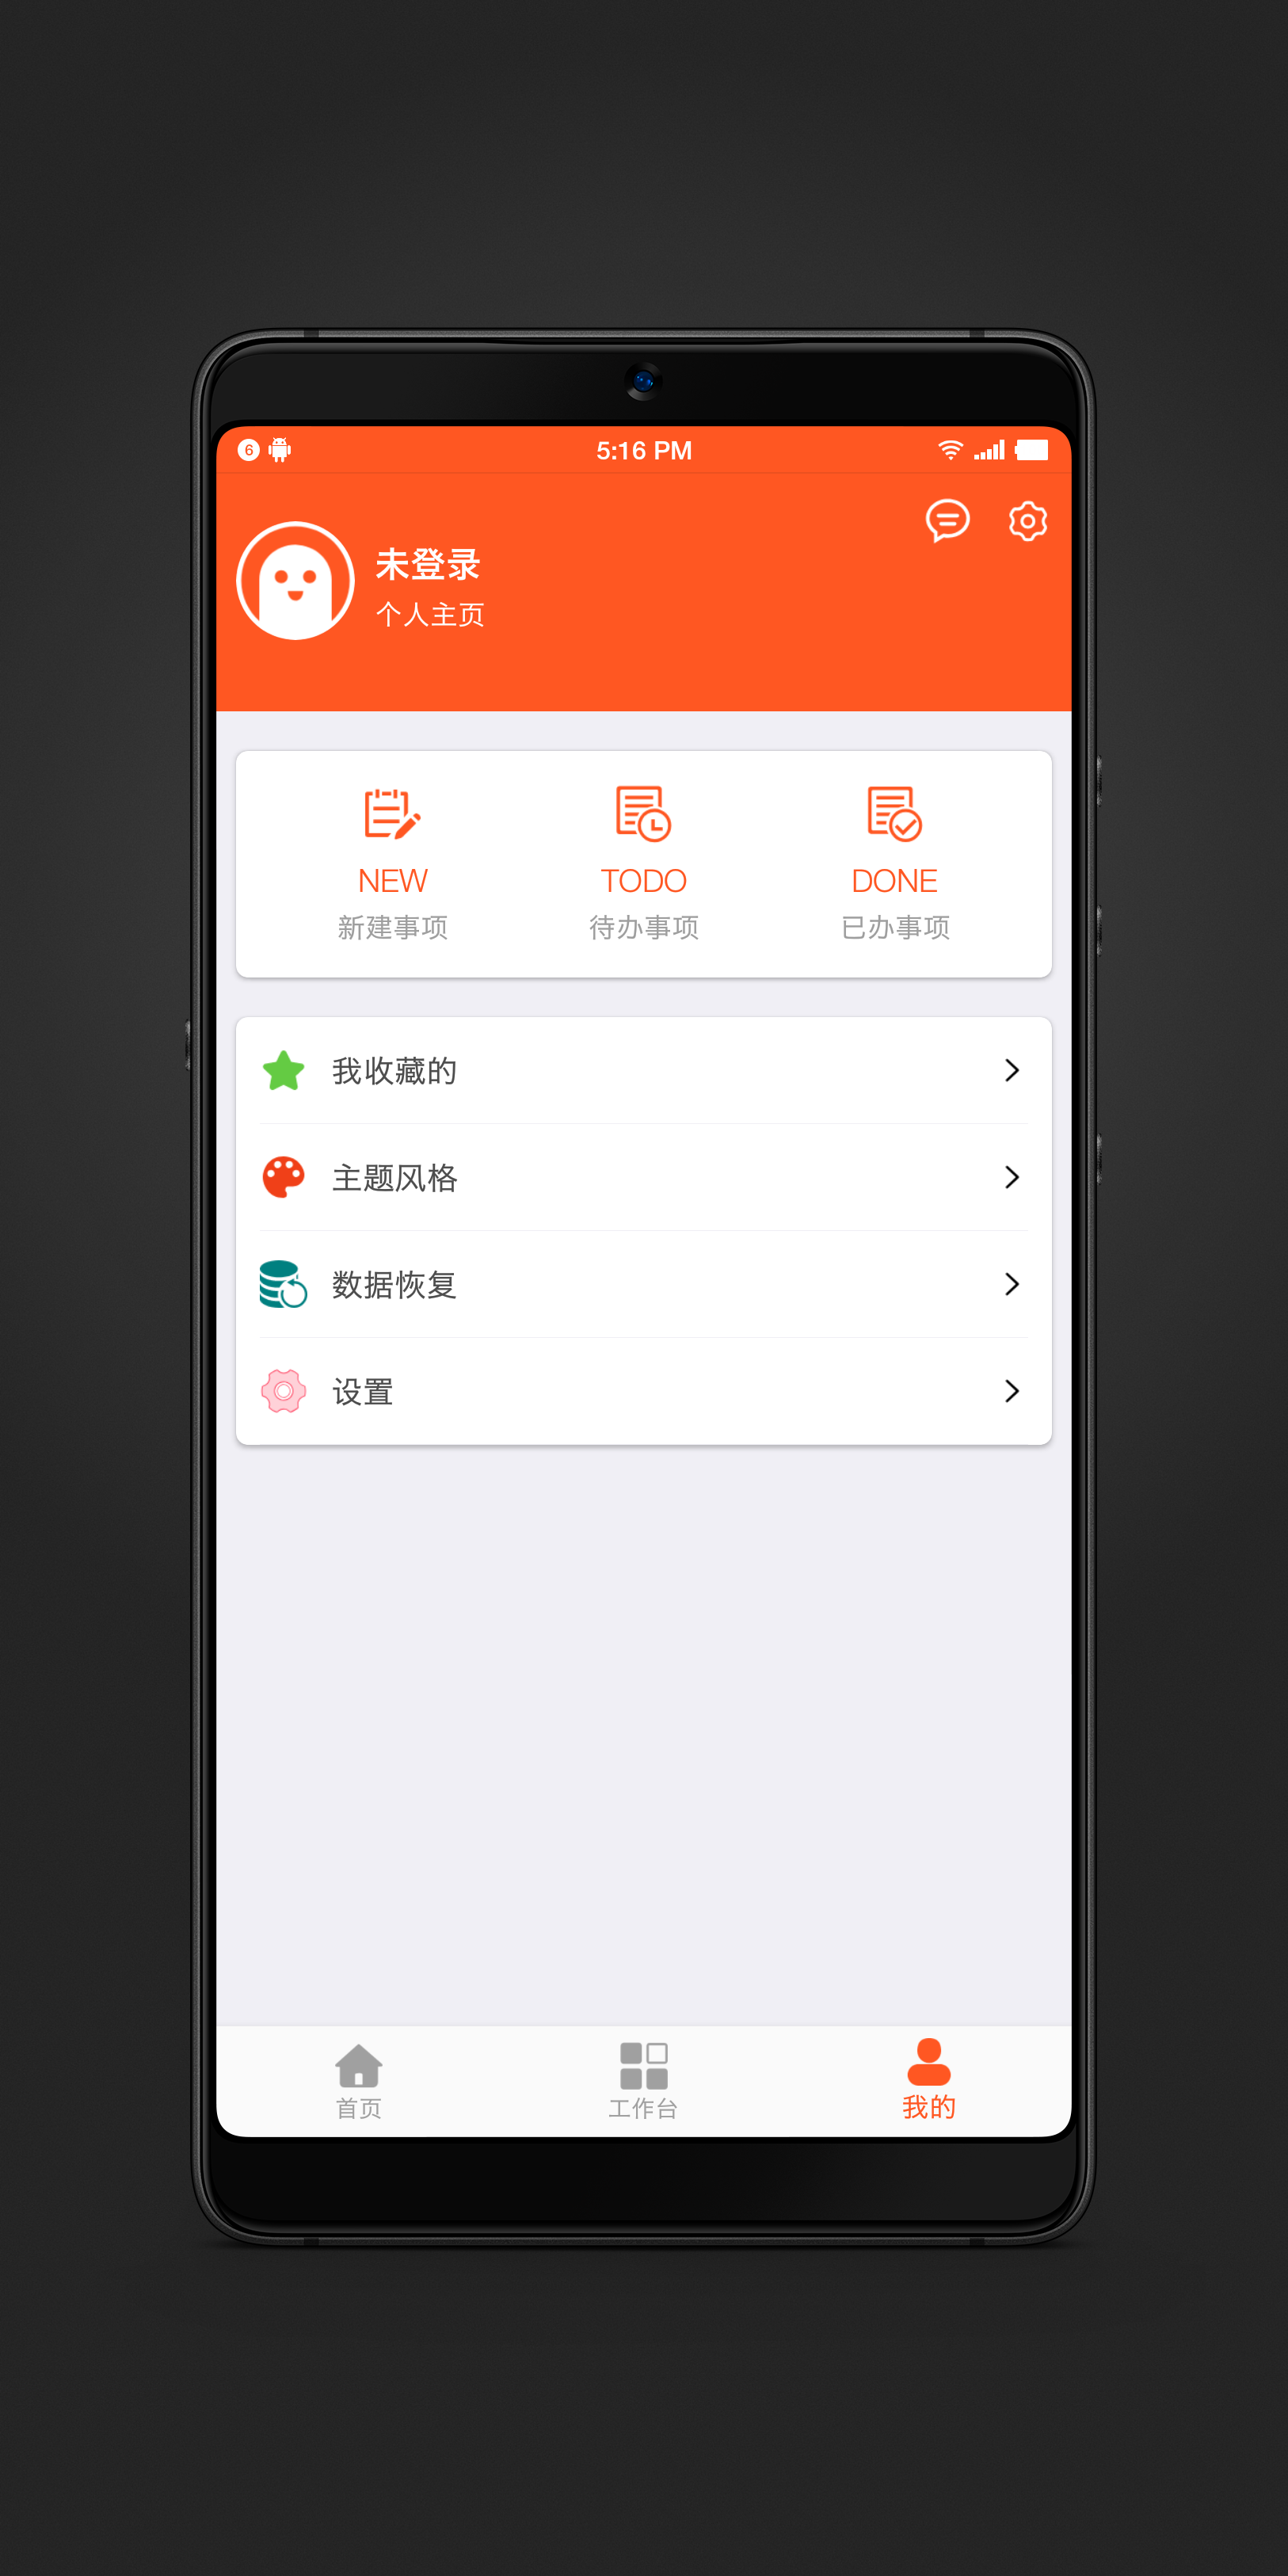 6
5:16 PM
未登录
个人主页
NEW
TODO
DONE
新建事项
待办事项
已办事项
我收藏的
主题风格
数据恢复
设置
首页
工作台
我的